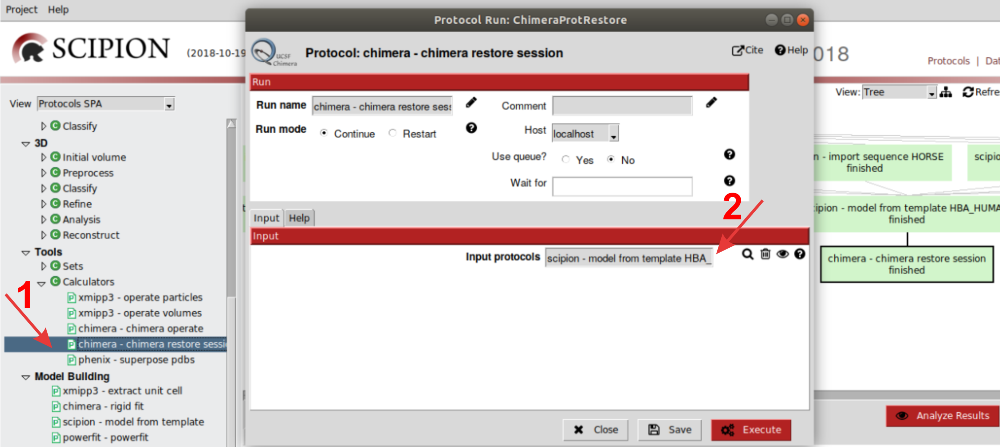 Project Help
Protocol Run: ChimeraProtRestore
SCIPION (2018-10-19
UCSF
Chimera
Protocol: chimera - chimera restore session
Cite Help
018
Protocols |
Run
View Protocols SPA
Run name chimera - chimera restore sess
Comment
View: Tree
Run mode Continue Restart
Host localhost
Use queue? Yes No
Wait for
Classify
3D
Initial volume
Preprocess
Classify
Refine
Analysis
Reconstruct
Tools
Sets
Calculators
xmipp3 - operate particles
xmipp3 - operate volumes
chimera - chimera operate
chimera - chimera restore sessi
phenix - superpose pdbs
Model Building
xmipp3 - extract unit cell
chimera - rigid fit
scipion - model from template
powerfit - powerfit
1
2
Input Help
Input
Input protocols scipion - model from template HBA_
Close Save Execute
n - import sequence HORSE
finished
scipio
ipion - model from template HBA_HUMA
finished
chimera - chimera restore session
finished
Analyze Results